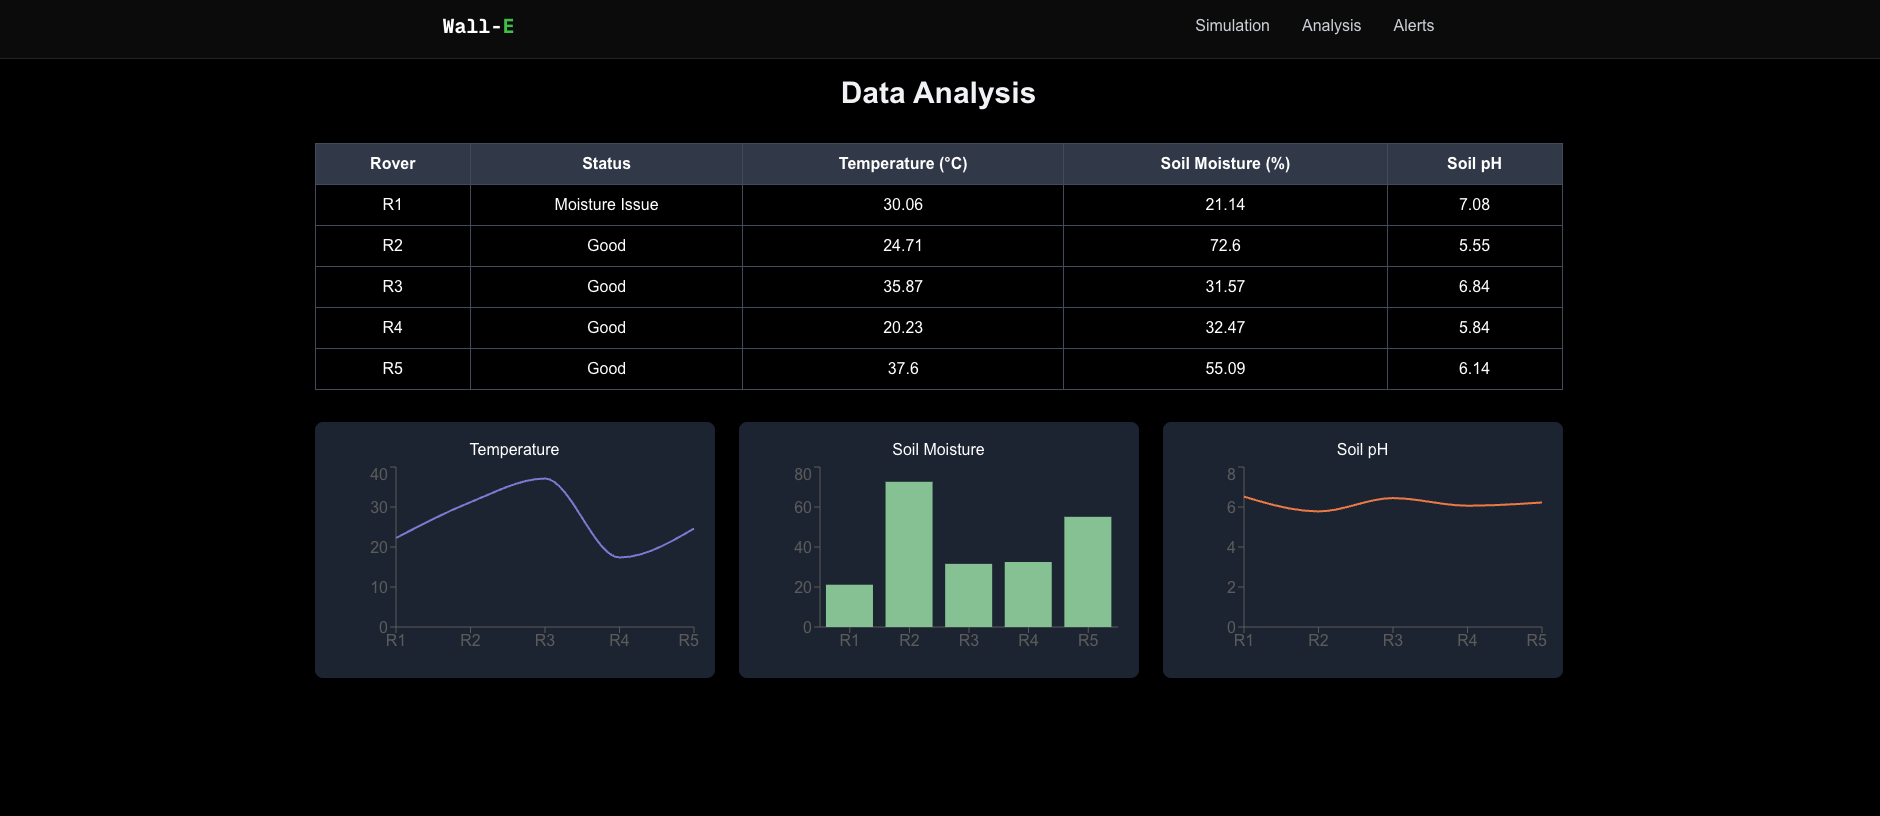 Wall-E Simulation Analysis Alerts
Data Analysis
Rover Status Temperature (°C) Soil Moisture (%) Soil pH
R1 Moisture Issue 30.06 21.14 7.08
R2 Good 24.71 72.6 5.55
R3 Good 35.87 31.57 6.84
R4 Good 20.23 32.47 5.84
R5 Good 37.6 55.09 6.14
Temperature
40
30
20
10
0
R1 R2 R3 R4 R5
Soil Moisture
80
60
40
20
0
R1 R2 R3 R4 R5
Soil pH
8
6
4
2
0
R1 R2 R3 R4 R5